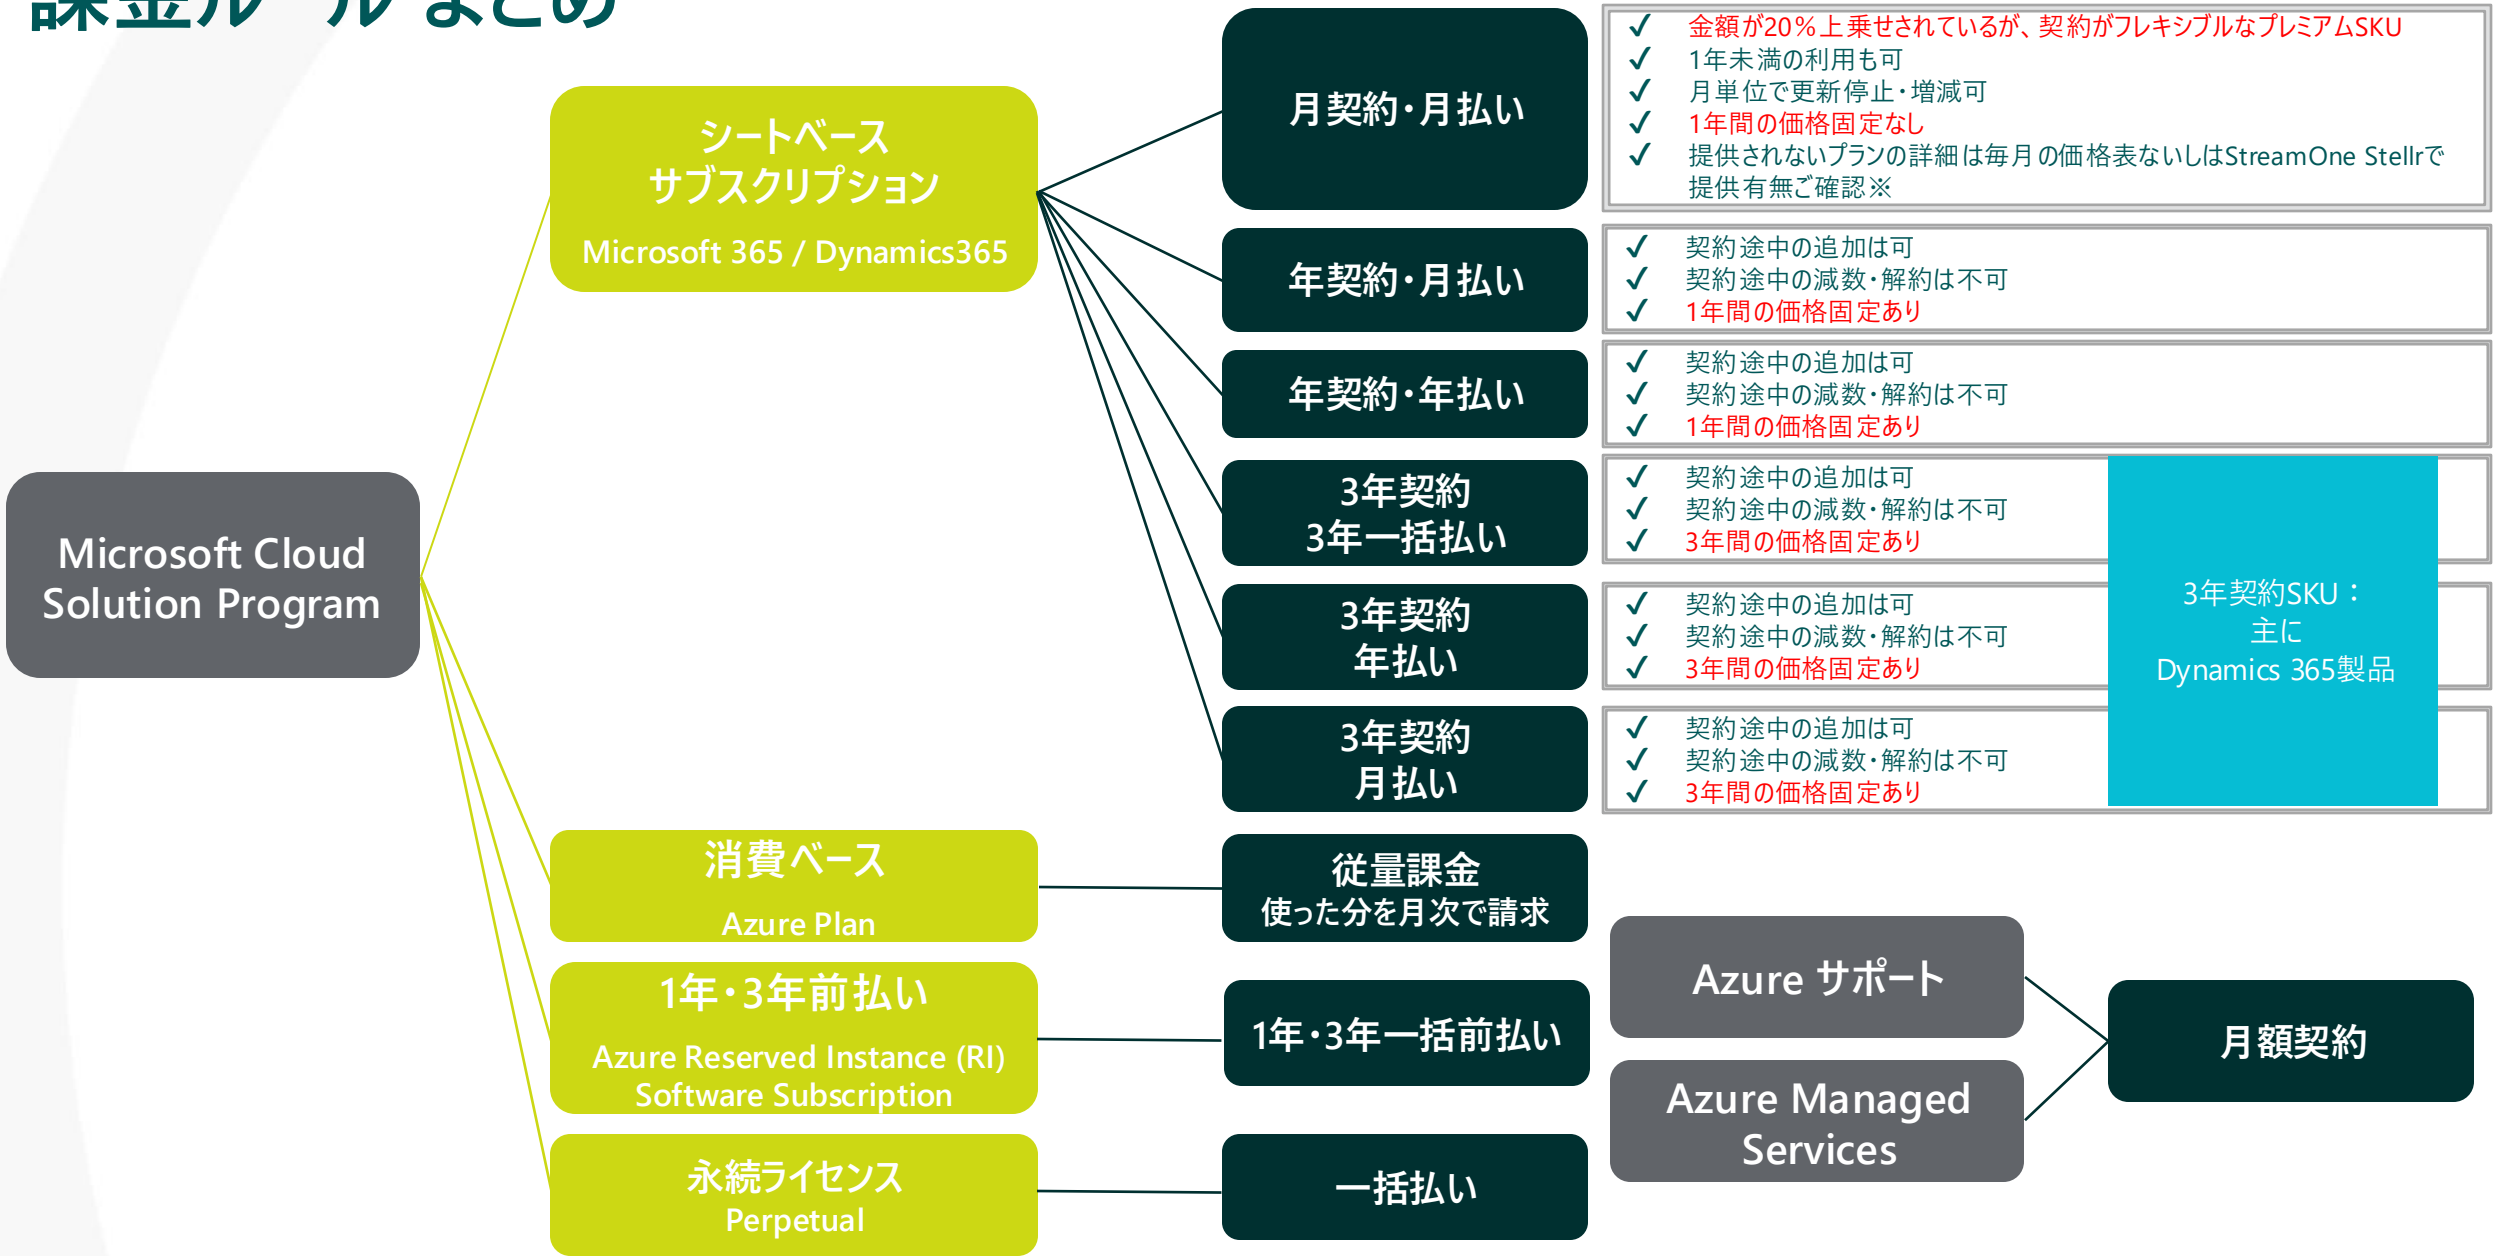 課金ルールまとめ
Microsoft Cloud
Solution Program
シートベース
サブスクリプション
Microsoft 365 / Dynamics365
月契約・月払い
金額が20％上乗せされているが、契約がフレキシブルなプレミアムSKU
1年未満の利用も可
月単位で更新停止・増減可
1年間の価格固定なし
提供されないプランの詳細は毎月の価格表ないしはStreamOne Stellrで
提供有無ご確認※
年契約・月払い
契約途中の追加は可
契約途中の減数・解約は不可
1年間の価格固定あり
年契約・年払い
契約途中の追加は可
契約途中の減数・解約は不可
1年間の価格固定あり
3年契約
3年一括払い
契約途中の追加は可
契約途中の減数・解約は不可
3年間の価格固定あり
3年契約
年払い
契約途中の追加は可
契約途中の減数・解約は不可
3年間の価格固定あり
3年契約
月払い
契約途中の追加は可
契約途中の減数・解約は不可
3年間の価格固定あり
3年契約SKU：
主に
Dynamics 365製品
消費ベース
Azure Plan
従量課金
使った分を月次で請求
1年・3年前払い
Azure Reserved Instance (RI)
Software Subscription
1年・3年一括前払い
永続ライセンス
Perpetual
一括払い
Azure サポート
Azure Managed
Services
月額契約